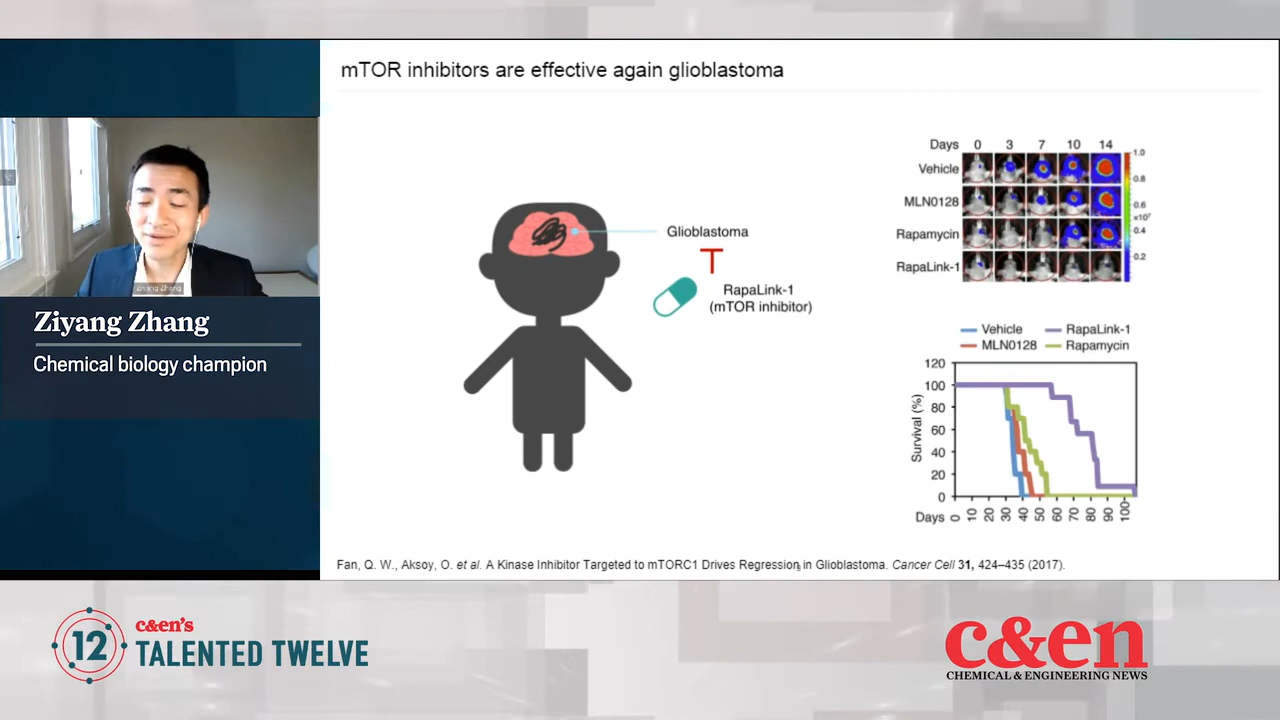 mTOR inhibitors are effective again glioblastoma
Ziyang Zhang
Ziyang Zhang
Chemical biology champion
Glioblastoma
RapaLink-1
(mTOR inhibitor)
Days 0 3 7 10 14
Vehicle
MLN0128
Rapamycin
RapaLink-1
1.0
0.8
0.6
x10⁷
0.4
0.2
Vehicle RapaLink-1
MLN0128 Rapamycin
Survival (%)
120
100
80
60
40
20
0
Days 0 10 20 30 40 50 60 70 80 90 100
Fan, Q. W., Aksoy, O. et al. A Kinase Inhibitor Targeted to mTORC1 Drives Regression in Glioblastoma. Cancer Cell 31, 424–435 (2017).
12
c&en's
TALENTED TWELVE
c&en
CHEMICAL & ENGINEERING NEWS